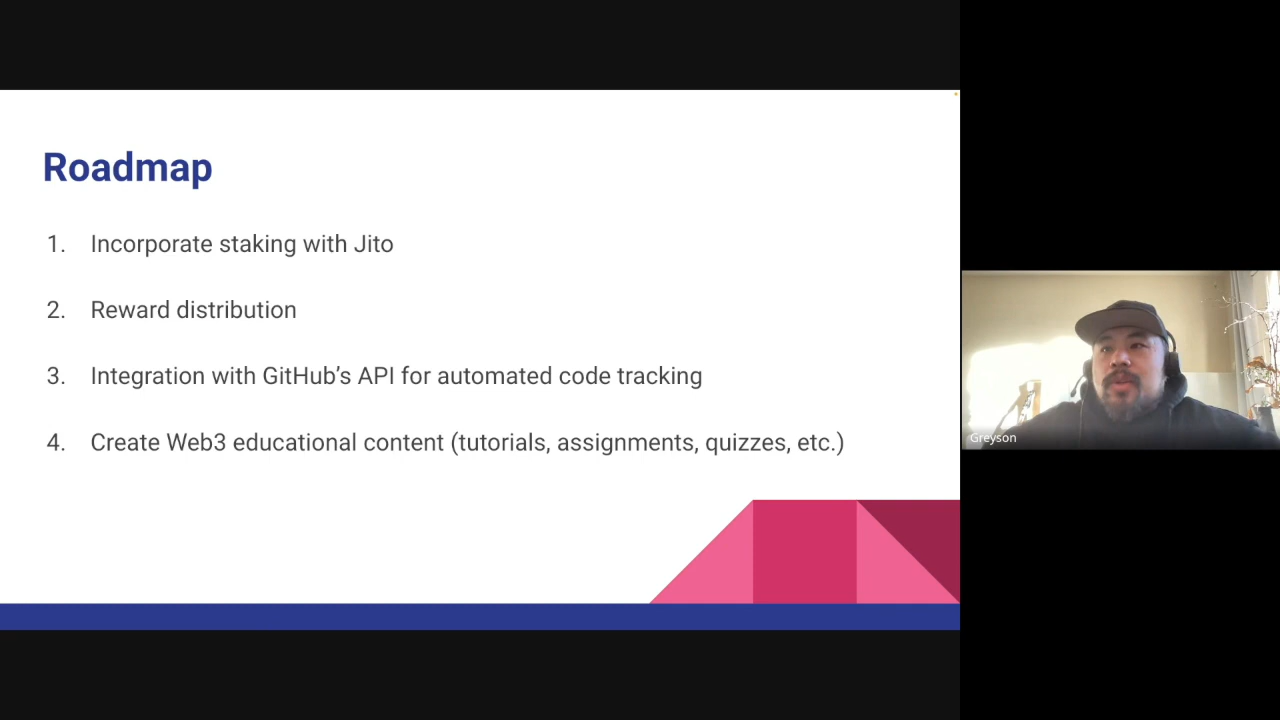 Roadmap
1. Incorporate staking with Jito
2. Reward distribution
3. Integration with GitHub’s API for automated code tracking
4. Create Web3 educational content (tutorials, assignments, quizzes, etc.)
Greyson